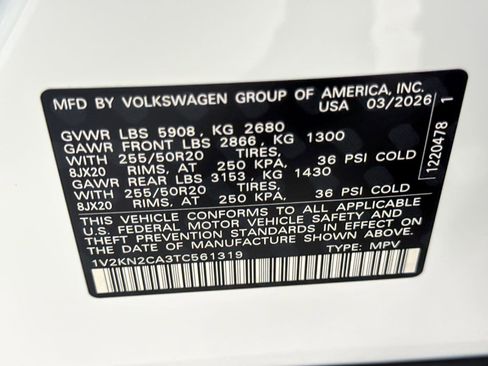 MFD BY VOLKSWAGEN GROUP OF AMERICA, INC.
USA 03/2026
GVWR LBS 5908, KG 2680
GAWR FRONT LBS 2866, KG 1300
WITH 255/50R20 TIRES,
8JX20 RIMS, AT 250 KPA, 36 PSI COLD
GAWR REAR LBS 3153, KG 1430
WITH 255/50R20 TIRES,
8JX20 RIMS, AT 250 KPA, 36 PSI COLD
THIS VEHICLE CONFORMS TO ALL APPLICABLE
U.S. FEDERAL MOTOR VEHICLE SAFETY AND
THEFT PREVENTION STANDARDS IN EFFECT ON
THE DATE OF MANUFACTURE SHOWN ABOVE.
1V2KN2CA3TC561319 TYPE: MPV
1220478 1